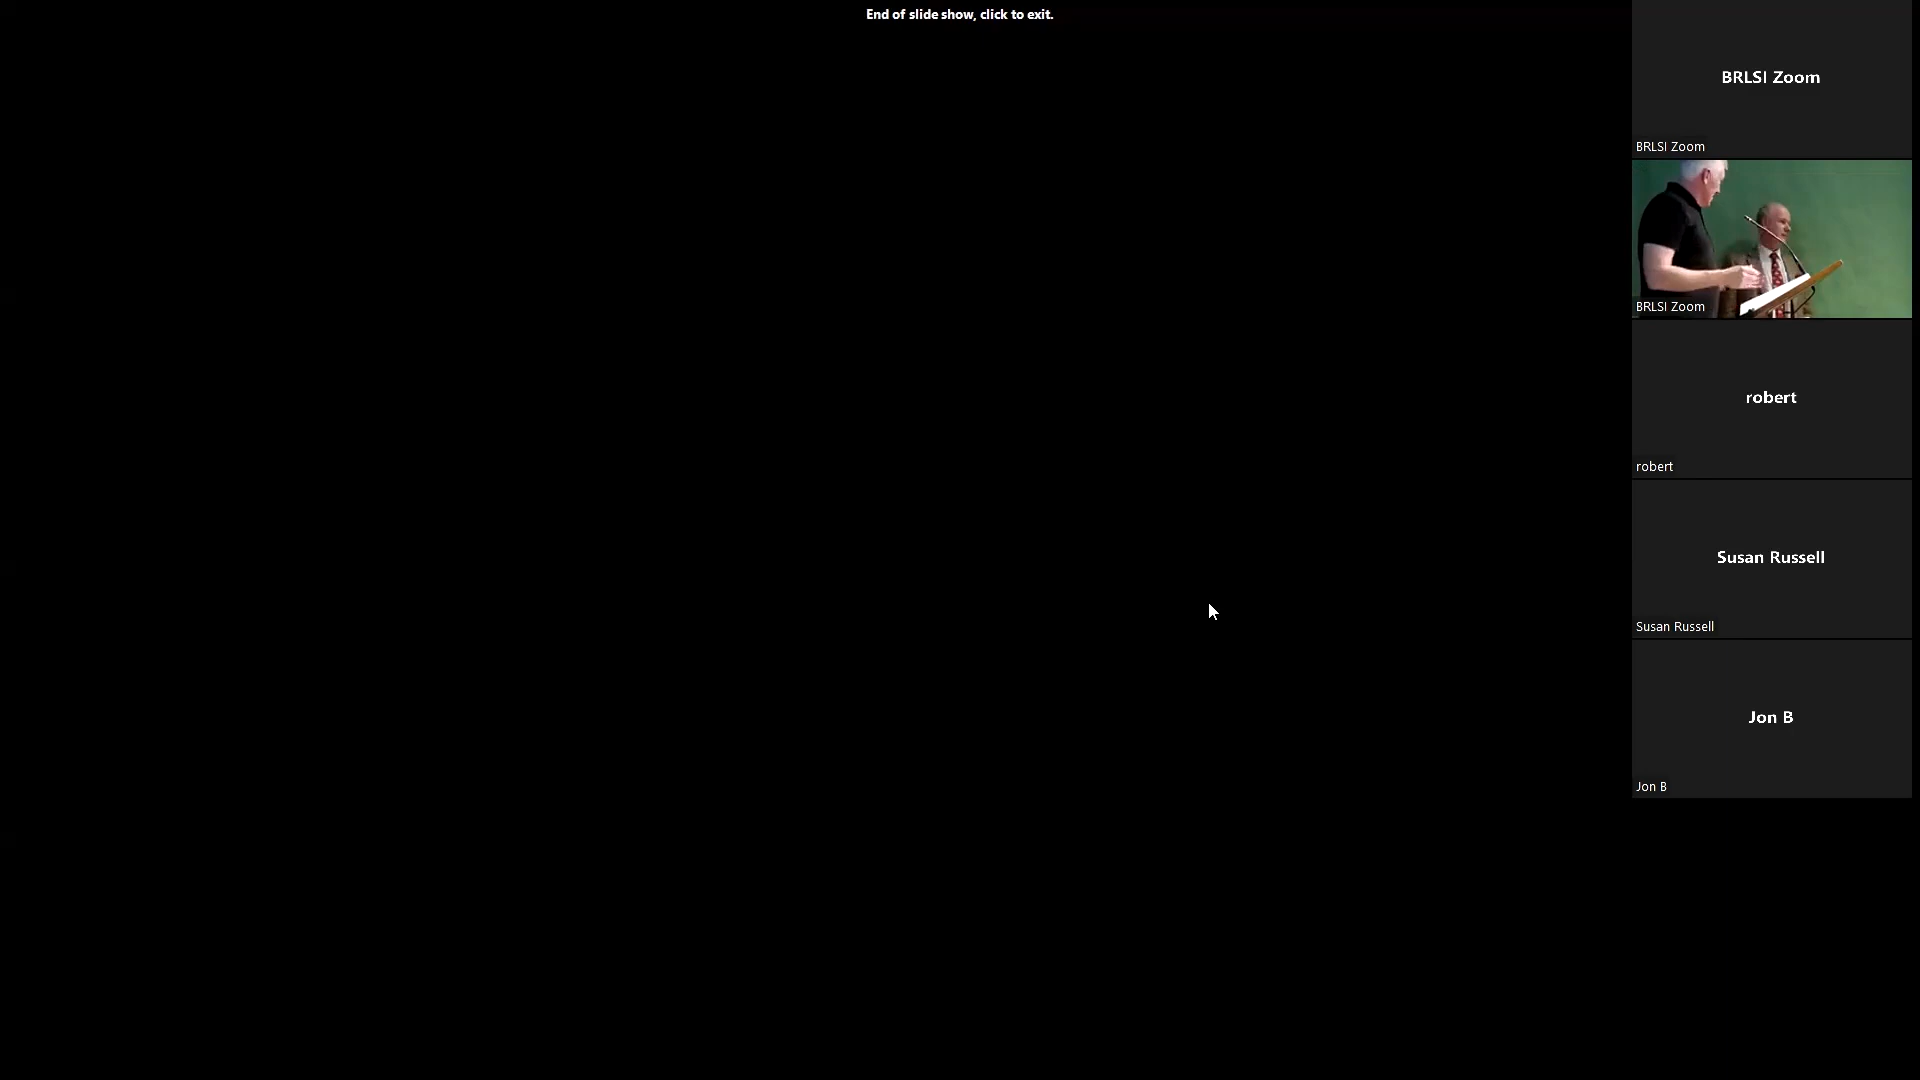 End of slide show, click to exit.
BRLSI Zoom
BRLSI Zoom
BRLSI Zoom
robert
robert
Susan Russell
Susan Russell
Jon B
Jon B